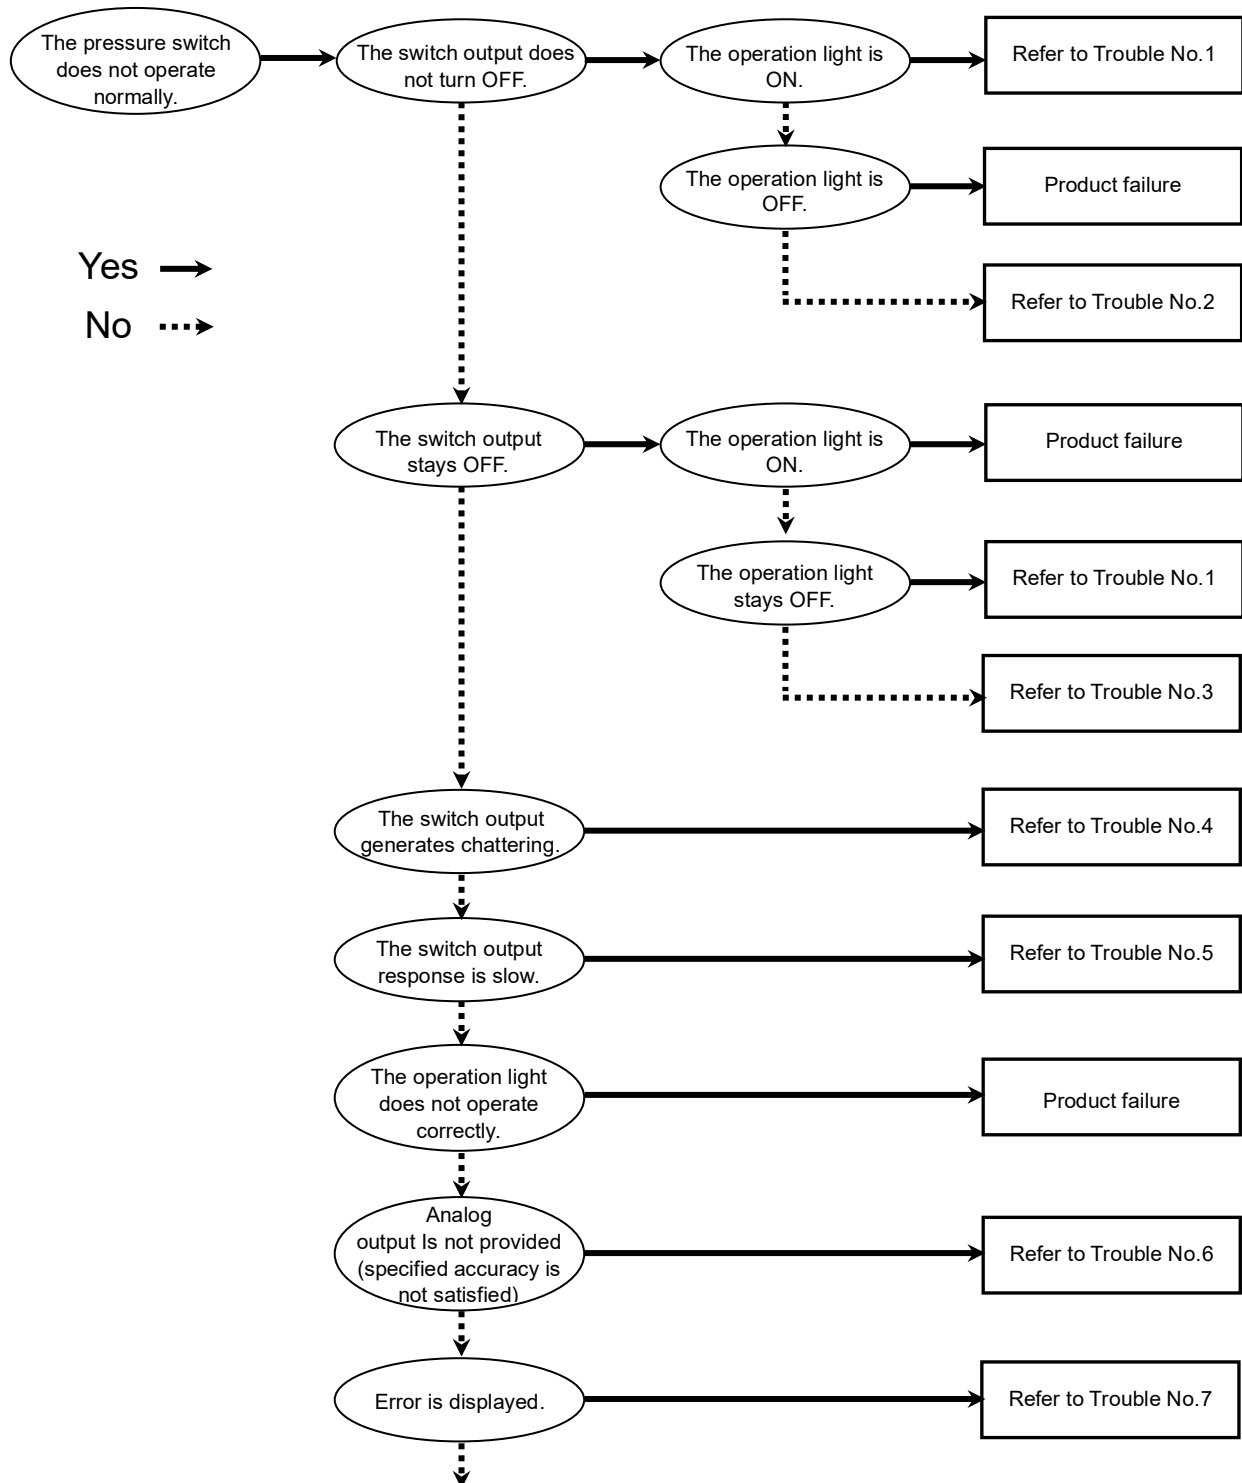 The pressure switch
does not operate
normally.
The switch output does
not turn OFF.
The operation light is
ON.
Refer to Trouble No.1
The operation light is
OFF.
Product failure
Yes
No
Refer to Trouble No.2
The switch output
stays OFF.
The operation light is
ON.
Product failure
The operation light
stays OFF.
Refer to Trouble No.1
Refer to Trouble No.3
The switch output
generates chattering.
Refer to Trouble No.4
The switch output
response is slow.
Refer to Trouble No.5
The operation light
does not operate
correctly.
Product failure
Analog
output Is not provided
(specified accuracy is
not satisfied)
Refer to Trouble No.6
Error is displayed.
Refer to Trouble No.7